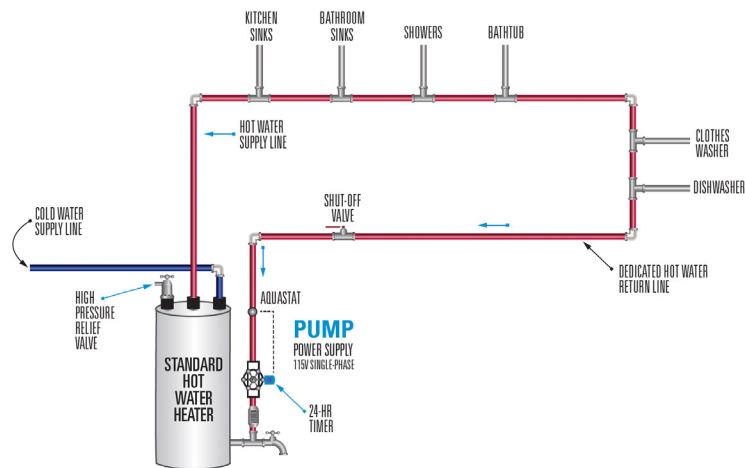 KITCHEN
SINKS
BATHROOM
SINKS
SHOWERS
BATHTUB
HOT WATER
SUPPLY LINE
CLOTHES
WASHER
DISHWASHER
SHUT-OFF
VALVE
COLD WATER
SUPPLY LINE
DEDICATED HOT WATER
RETURN LINE
HIGH
PRESSURE
RELIEF
VALVE
AQUASTAT
PUMP
POWER SUPPLY
115V SINGLE-PHASE
STANDARD
HOT
WATER
HEATER
24-HR
TIMER